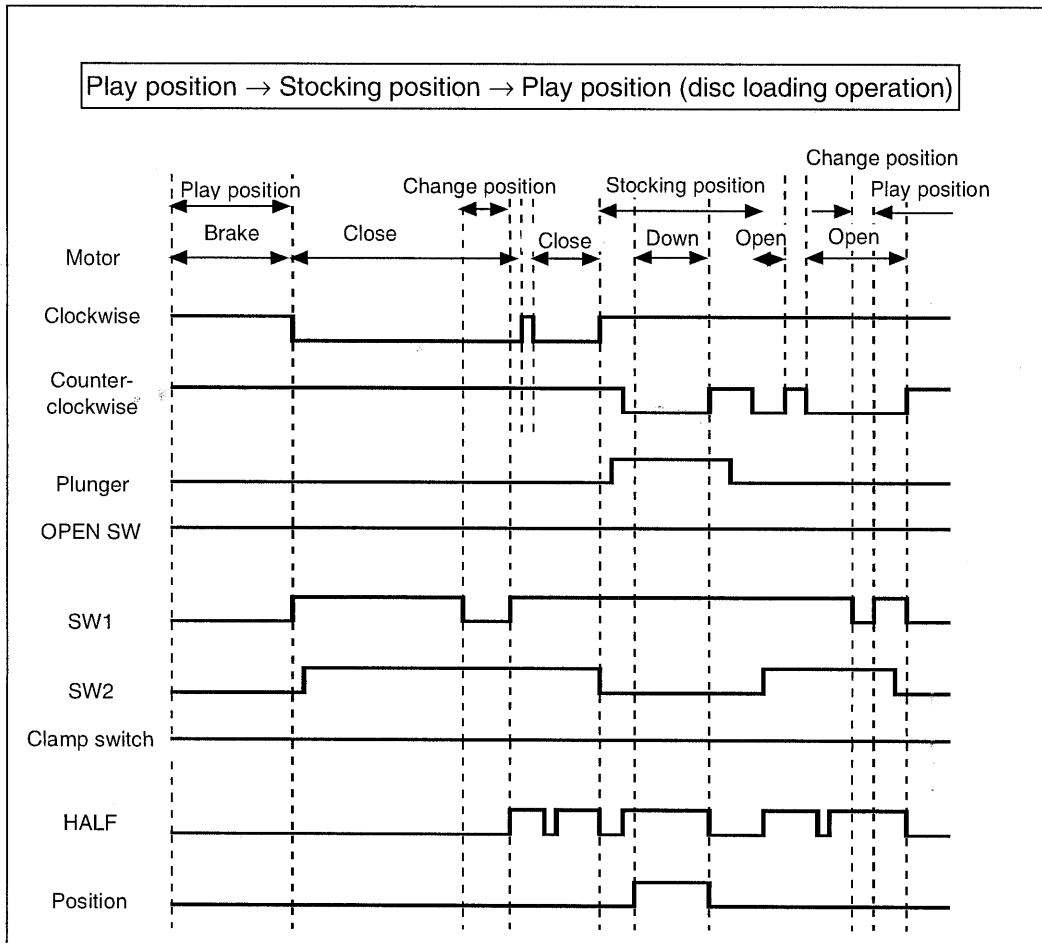 Play position → Stocking position → Play position (disc loading operation)
Change position
Play position
Change position
Stocking position
Play position
Brake
Close
Close
Down
Open
Open
Motor
Clockwise
Counter-
clockwise
Plunger
OPEN SW
SW1
SW2
Clamp switch
HALF
Position